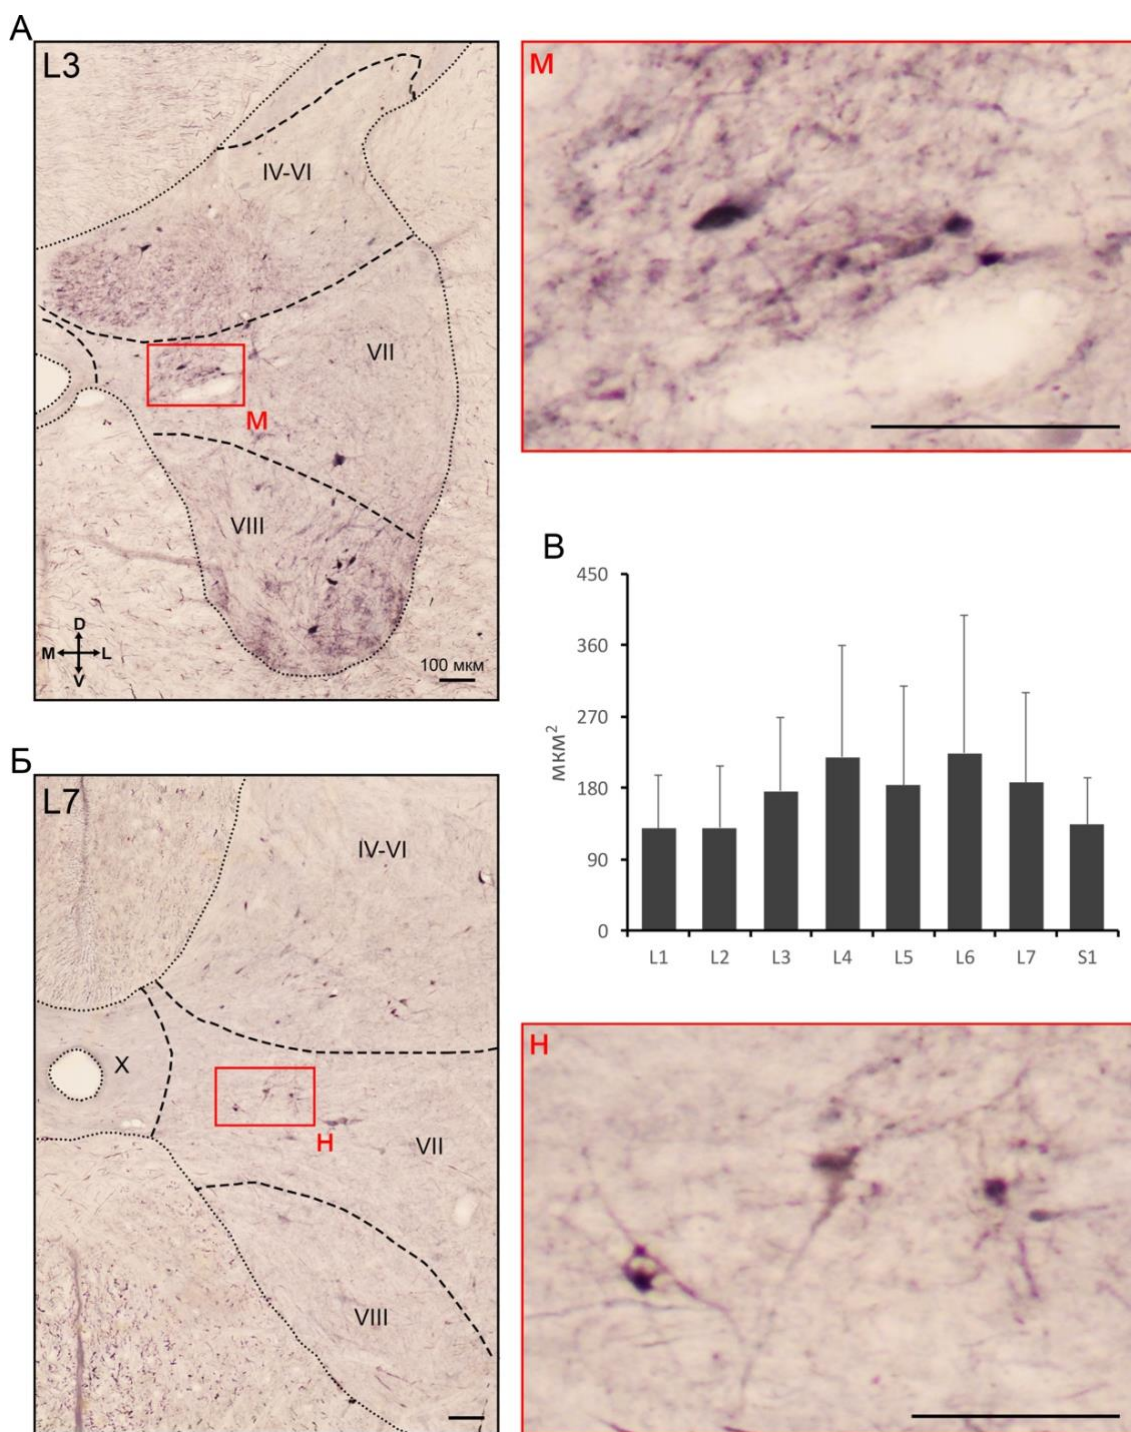 А
L3
IV-VI
VII
M
VIII
D
M L
V
100 мкм
M
Б
L7
IV-VI
X
H
VII
VIII
В
мкм²
450
360
270
180
90
0
L1 L2 L3 L4 L5 L6 L7 S1
H